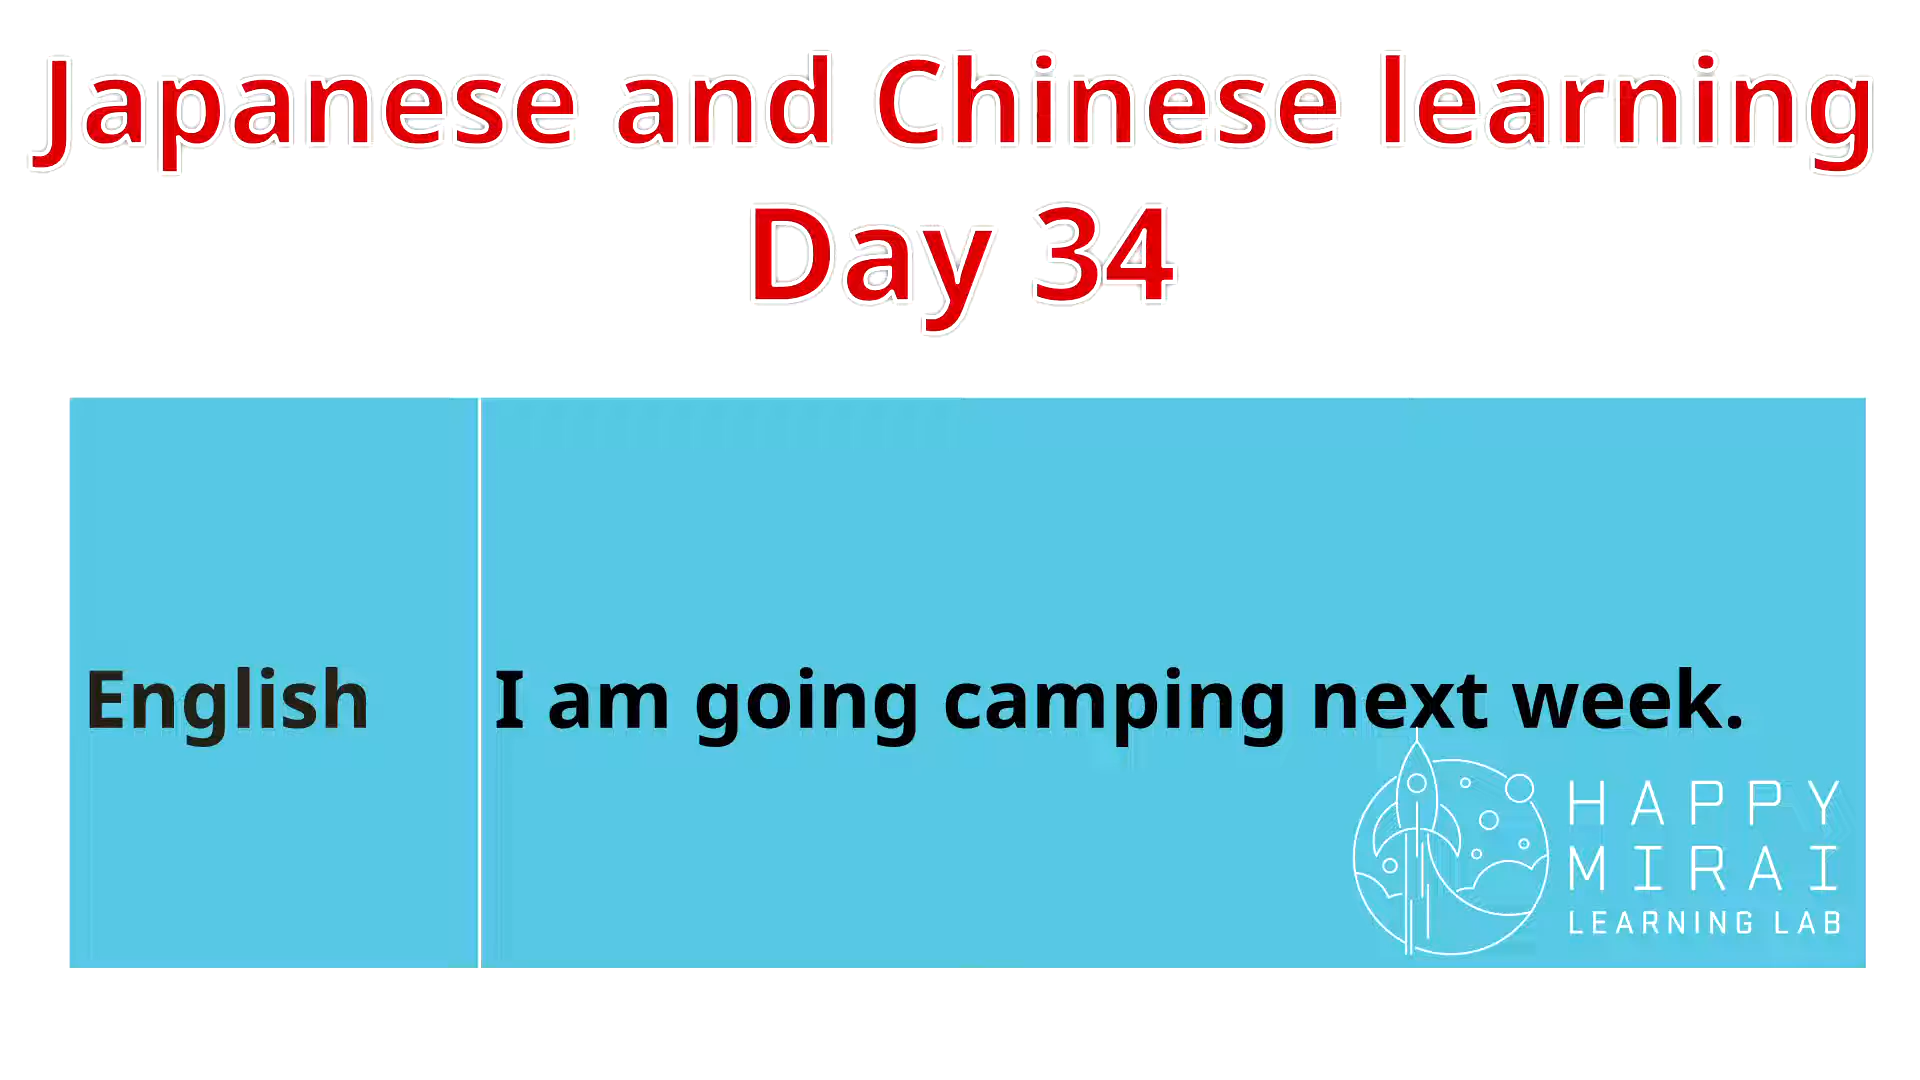 Japanese and Chinese learning
Day 34
English
I am going camping next week.
HAPPY
MIRAI
LEARNING LAB